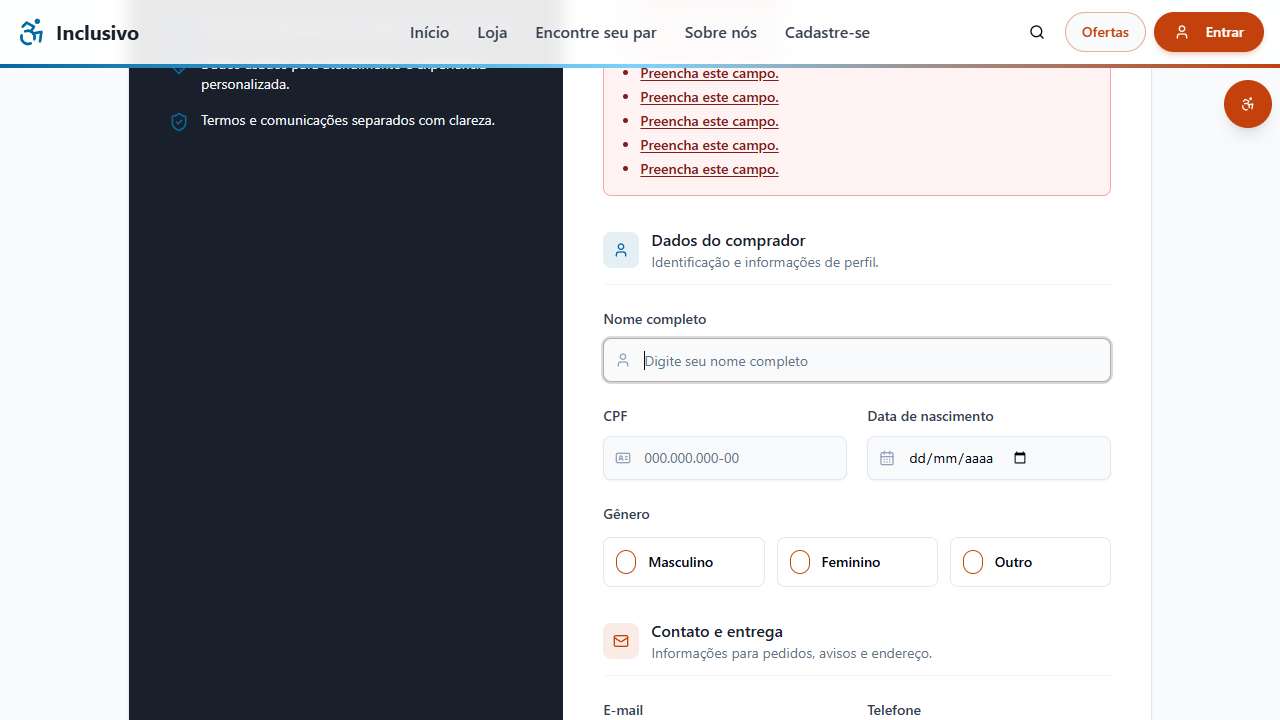 Inclusivo
Início
Loja
Encontre seu par
Sobre nós
Cadastre-se
Ofertas
Entrar
personalizada.
Termos e comunicações separados com clareza.
Preencha este campo.
Preencha este campo.
Preencha este campo.
Preencha este campo.
Preencha este campo.
Dados do comprador
Identificação e informações de perfil.
Nome completo
Digite seu nome completo
CPF
Data de nascimento
000.000.000-00
dd/mm/aaaa
Gênero
Masculino
Feminino
Outro
Contato e entrega
Informações para pedidos, avisos e endereço.
E-mail
Telefone